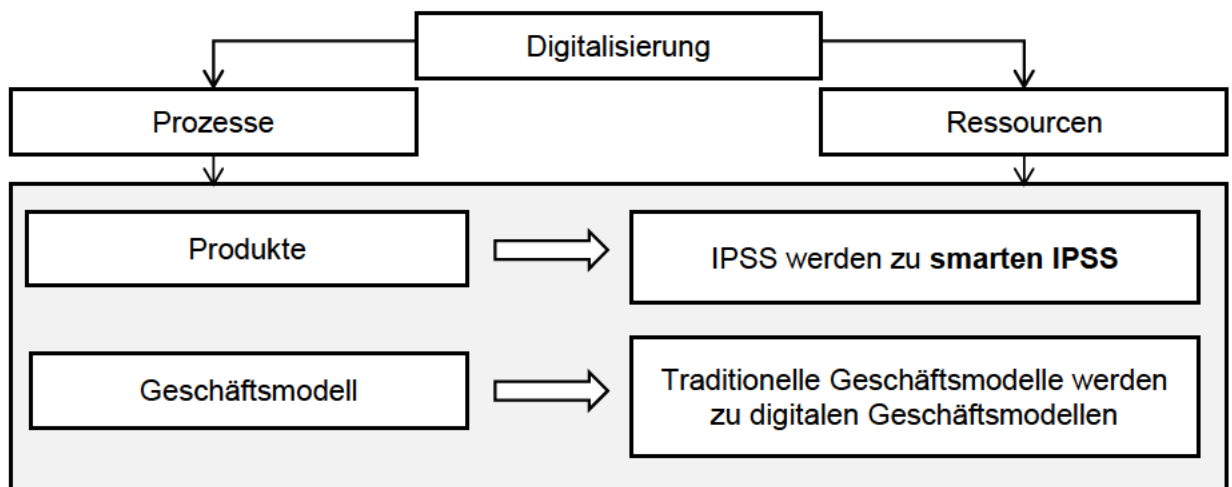 Digitalisierung
Prozesse
Ressourcen
Produkte
IPSS werden zu smarten IPSS
Geschäftsmodell
Traditionelle Geschäftsmodelle werden
zu digitalen Geschäftsmodellen